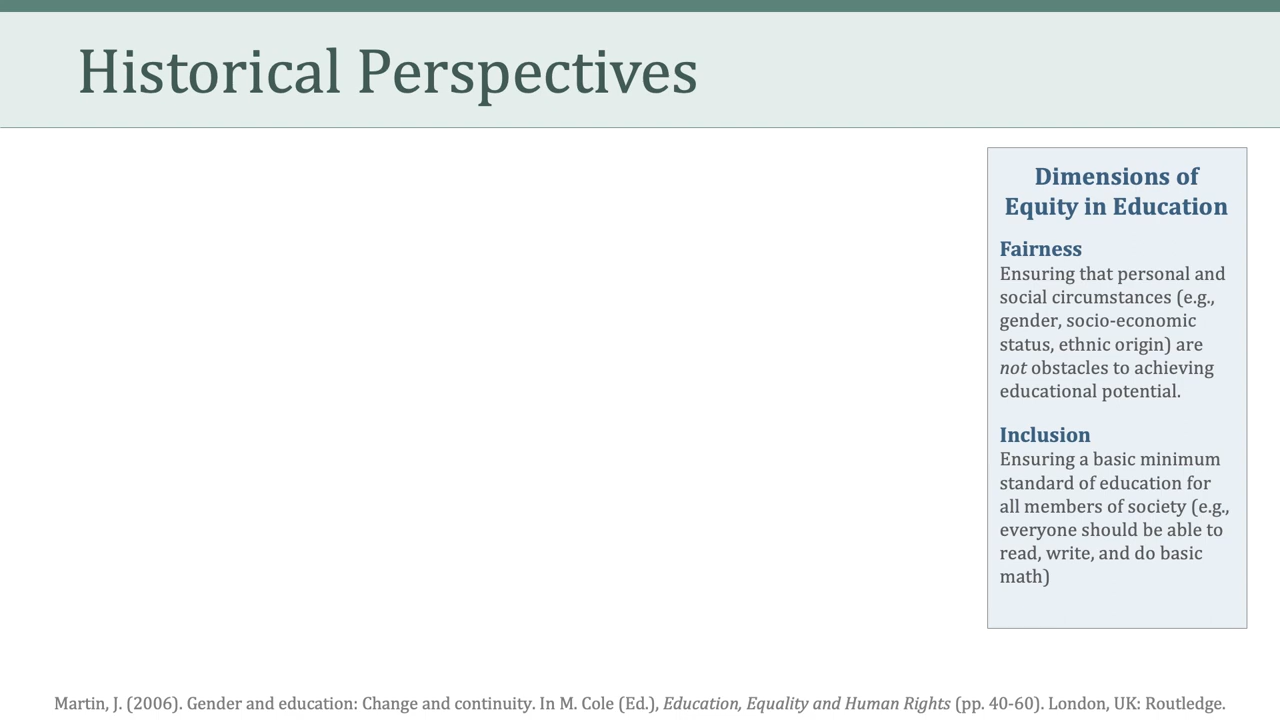 Historical Perspectives
Dimensions of
Equity in Education
Fairness
Ensuring that personal and
social circumstances (e.g.,
gender, socio-economic
status, ethnic origin) are
not obstacles to achieving
educational potential.
Inclusion
Ensuring a basic minimum
standard of education for
all members of society (e.g.,
everyone should be able to
read, write, and do basic
math)
Martin, J. (2006). Gender and education: Change and continuity. In M. Cole (Ed.), Education, Equality and Human Rights (pp. 40-60). London, UK: Routledge.